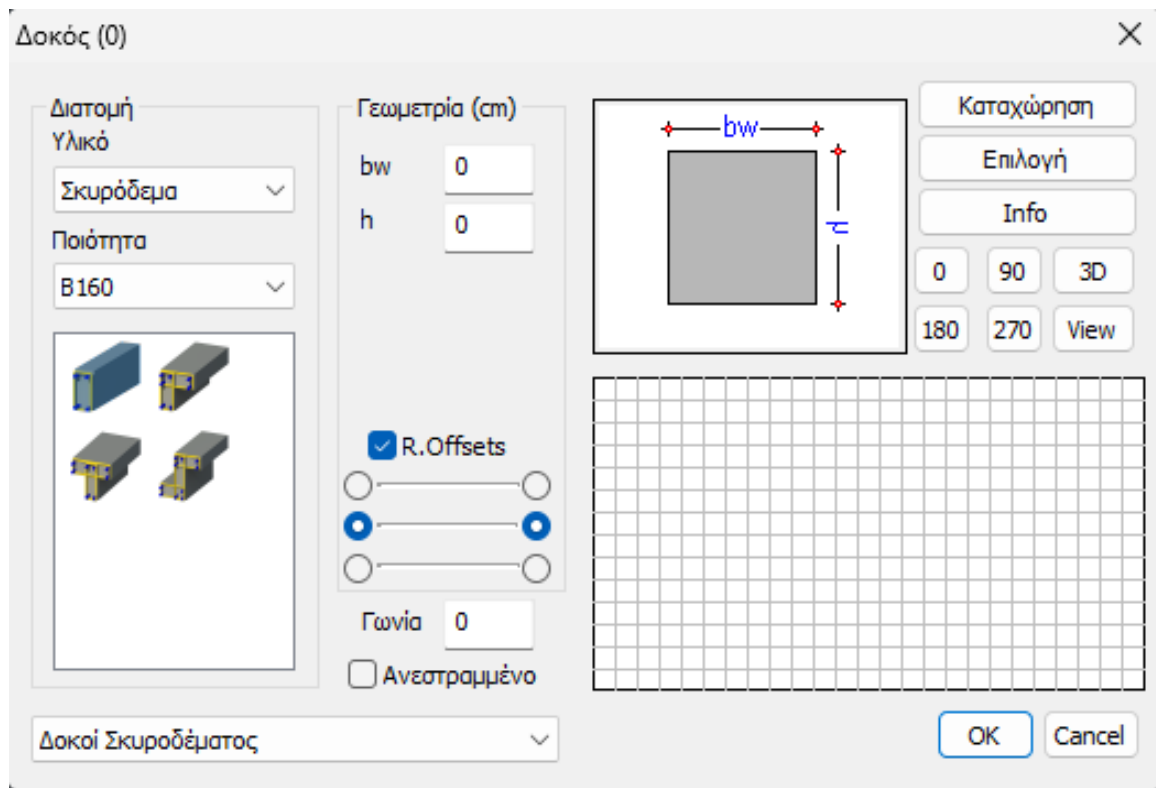 Δοκός (0)
Διατομή
Υλικό
Σκυρόδεμα
Ποιότητα
B160
Γεωμετρία (cm)
bw 0
h 0
R.Offsets
Γωνία 0
Ανεστραμμένο
bw
h
Καταχώρηση
Επιλογή
Info
0 90 3D
180 270 View
Δοκοί Σκυροδέματος
OK Cancel